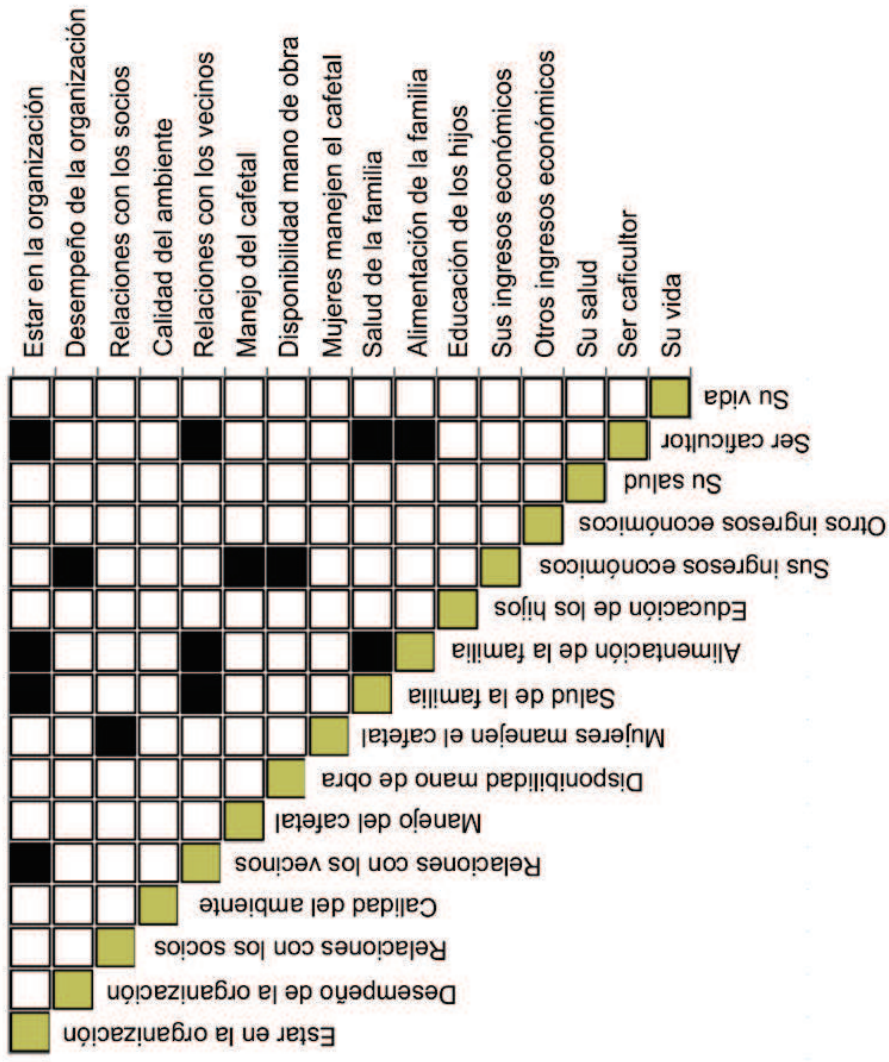 Estar en la organización
Desempeño de la organización
Relaciones con los socios
Calidad del ambiente
Relaciones con los vecinos
Manejo del cafetal
Disponibilidad mano de obra
Mujeres manejen el cafetal
Salud de la familia
Alimentación de la familia
Educación de los hijos
Sus ingresos económicos
Otros ingresos económicos
Su salud
Ser caficultor
Su vida
Su vida
Ser caficultor
Su salud
Otros ingresos económicos
Sus ingresos económicos
Educación de los hijos
Alimentación de la familia
Salud de la familia
Mujeres manejen el cafetal
Disponibilidad mano de obra
Manejo del cafetal
Relaciones con los vecinos
Calidad del ambiente
Relaciones con los socios
Desempeño de la organización
Estar en la organización